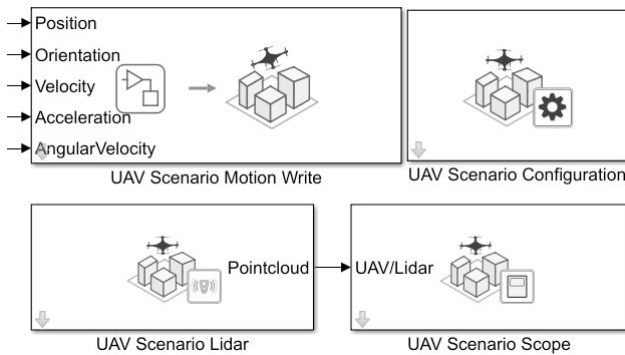 Position
Orientation
Velocity
Acceleration
AngularVelocity
UAV Scenario Motion Write
UAV Scenario Configuration
Pointcloud
UAV/Lidar
UAV Scenario Lidar
UAV Scenario Scope